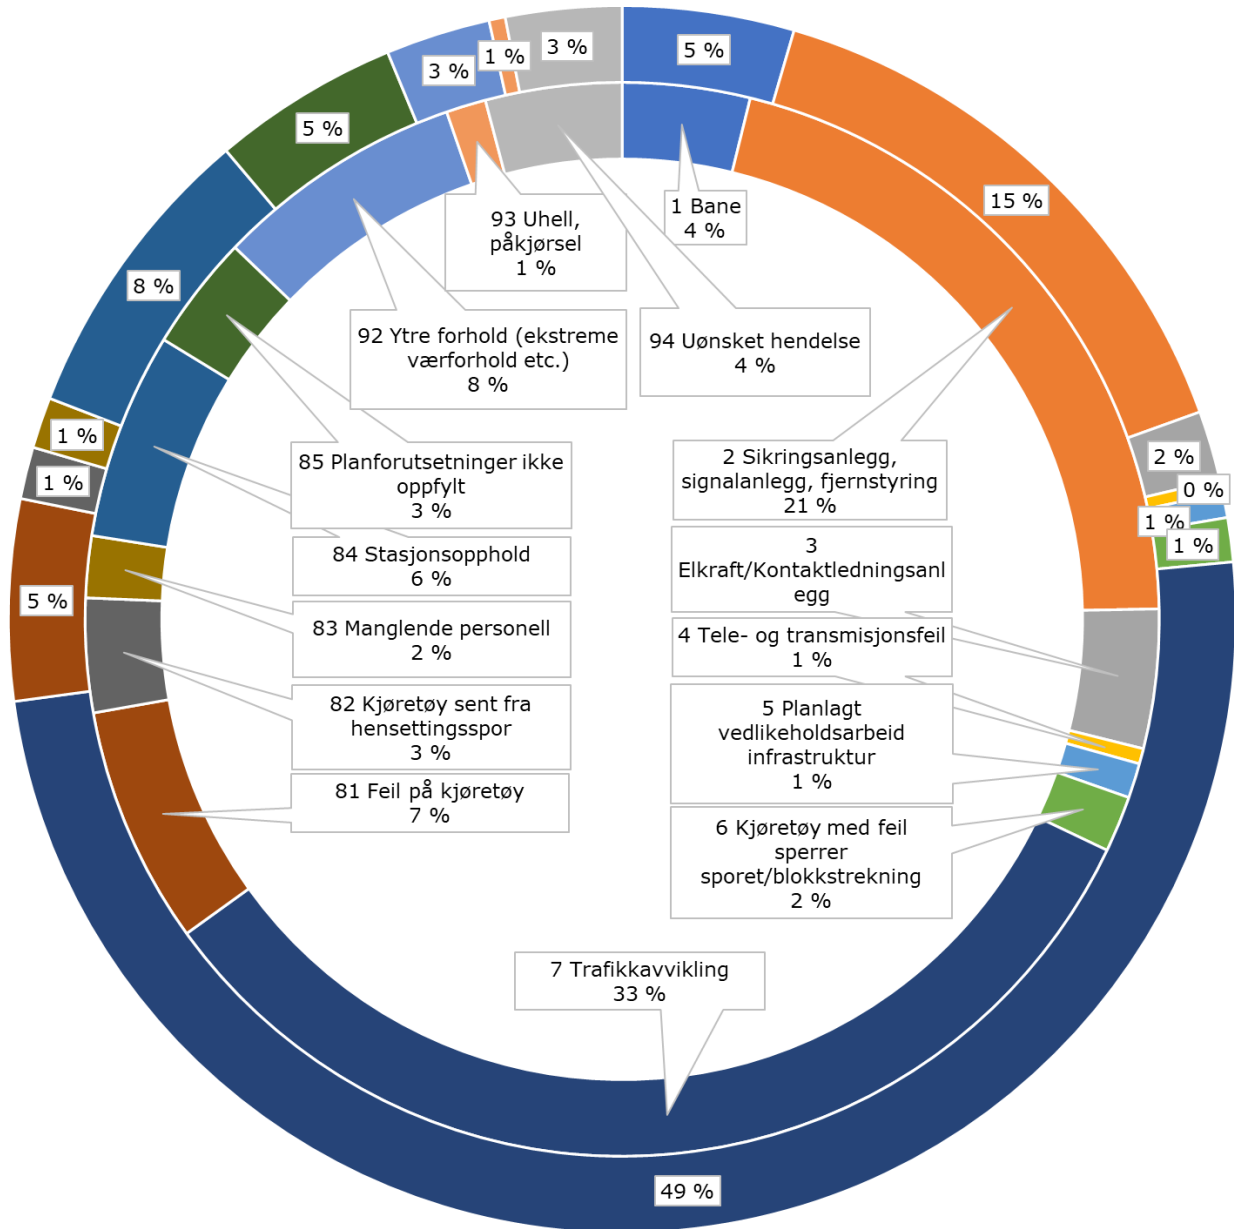 5 %
15 %
2 %
0 %
1 %
1 %
49 %
5 %
1 %
1 %
8 %
5 %
3 %
1 %
3 %
1 Bane
4 %
2 Sikringsanlegg,
signalanlegg, fjernstyring
21 %
3
Elkraft/Kontaktledningsanl
egg
4 Tele- og transmisjonsfeil
1 %
5 Planlagt
vedlikeholdsarbeid
infrastruktur
1 %
6 Kjøretøy med feil
sperrer
sporet/blokkstrekning
2 %
7 Trafikkavvikling
33 %
81 Feil på kjøretøy
7 %
82 Kjøretøy sent fra
hensettingsspor
3 %
83 Manglende personell
2 %
84 Stasjonsopphold
6 %
85 Planforutsetninger ikke
oppfylt
3 %
92 Ytre forhold (ekstreme
værforhold etc.)
8 %
93 Uhell,
påkjørsel
1 %
94 Uønsket hendelse
4 %